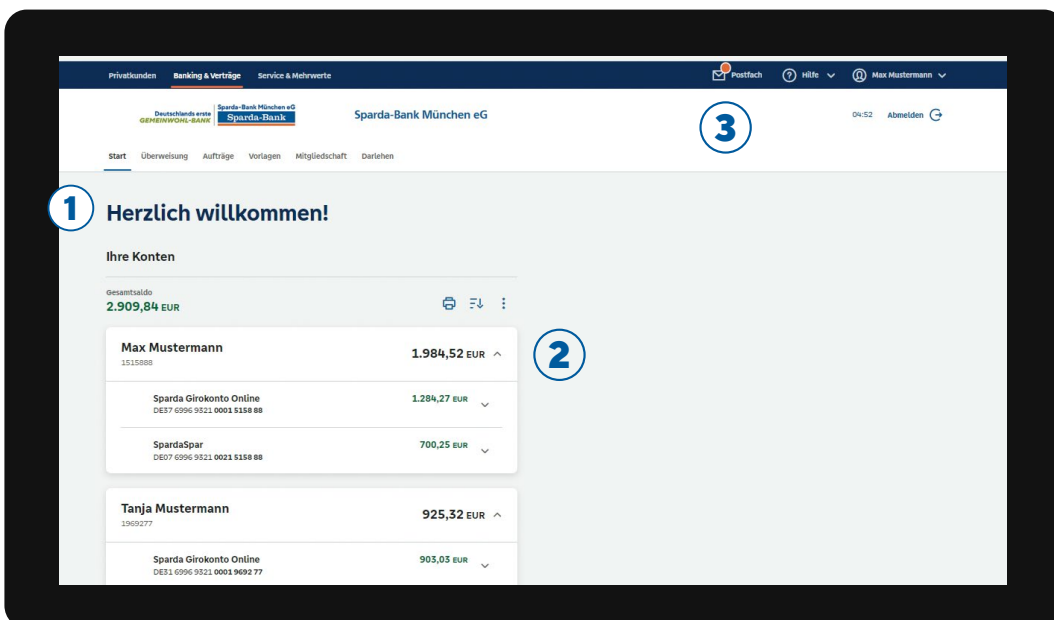 Privatkunden Banking & Verträge Service & Mehrwerte Postfach Hilfe Max Mustermann
Deutschlands erste
GEMEINWOHL-BANK
Sparda-Bank München eG
Sparda-Bank
Sparda-Bank München eG
3
04:52 Abmelden
Start Überweisung Aufträge Vorlagen Mitgliedschaft Darlehen
1
Herzlich willkommen!
Ihre Konten
Gesamtsaldo
2.909,84 EUR
2
Max Mustermann 1.984,52 EUR
1515888
Sparda Girokonto Online 1.284,27 EUR
DE37 6996 9321 0001 5158 88
SpardaSpar 700,25 EUR
DE07 6996 9321 0021 5158 88
Tanja Mustermann 925,32 EUR
1969277
Sparda Girokonto Online 903,03 EUR
DE31 6996 9321 0001 9692 77